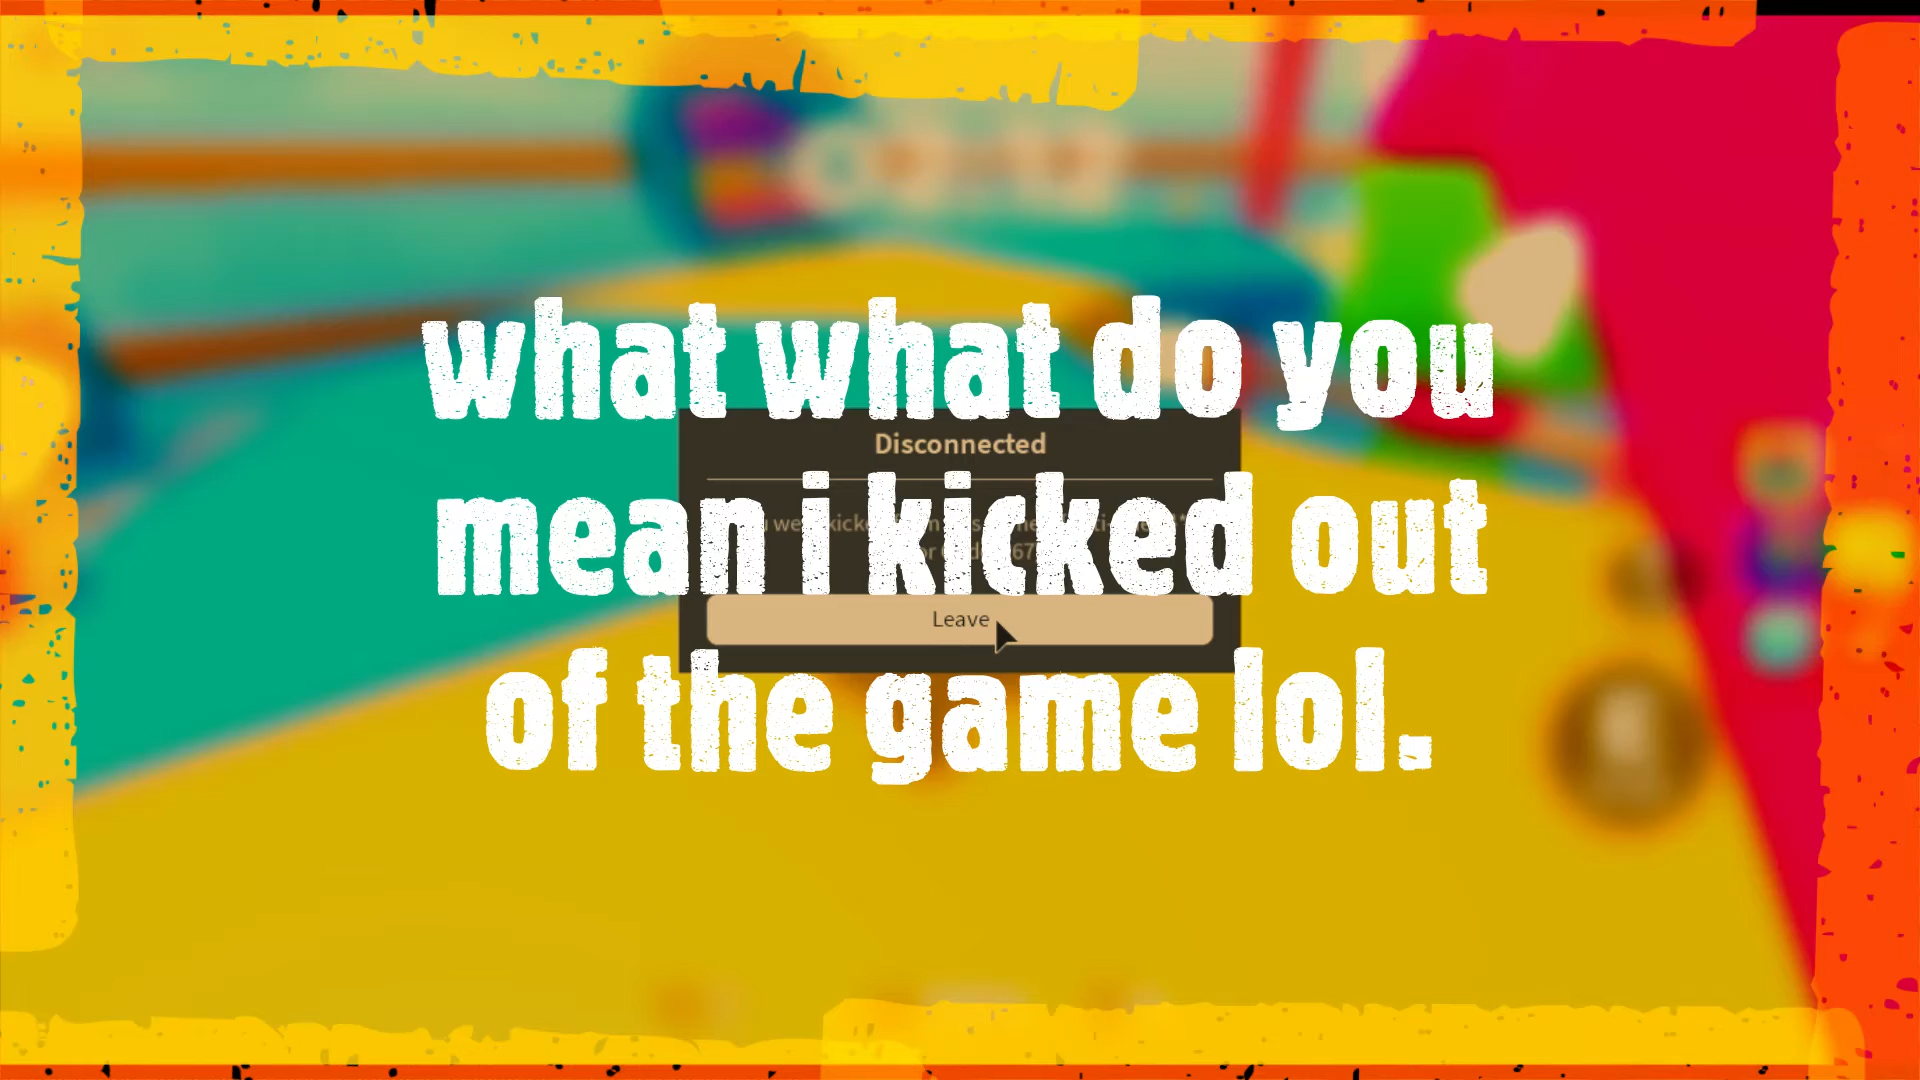 what what do you
Disconnected
mean i kicked out
Leave
of the game lol.